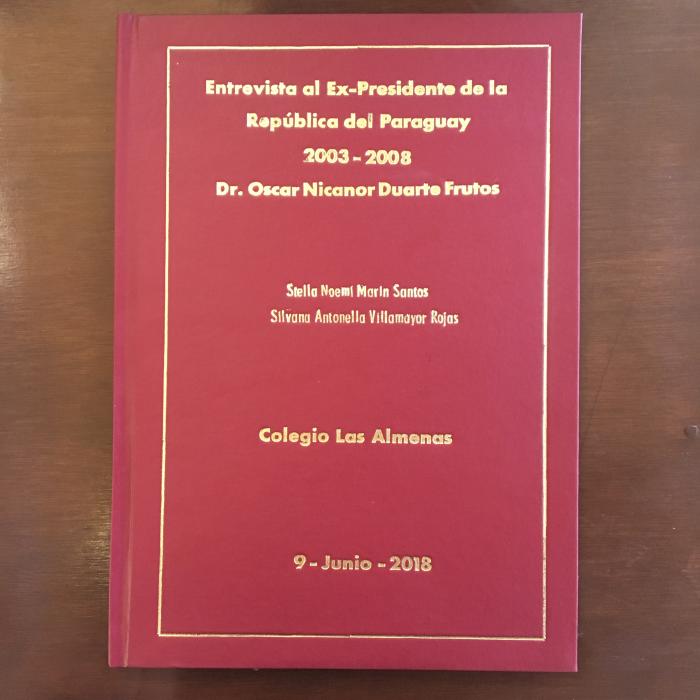 Entrevista al Ex-Presidente de la
República del Paraguay
2003 - 2008
Dr. Oscar Nicanor Duarte Frutos
Stella Noemí Marin Santos
Silvana Antonella Villamayor Rojas
Colegio Las Almenas
9 - Junio - 2018